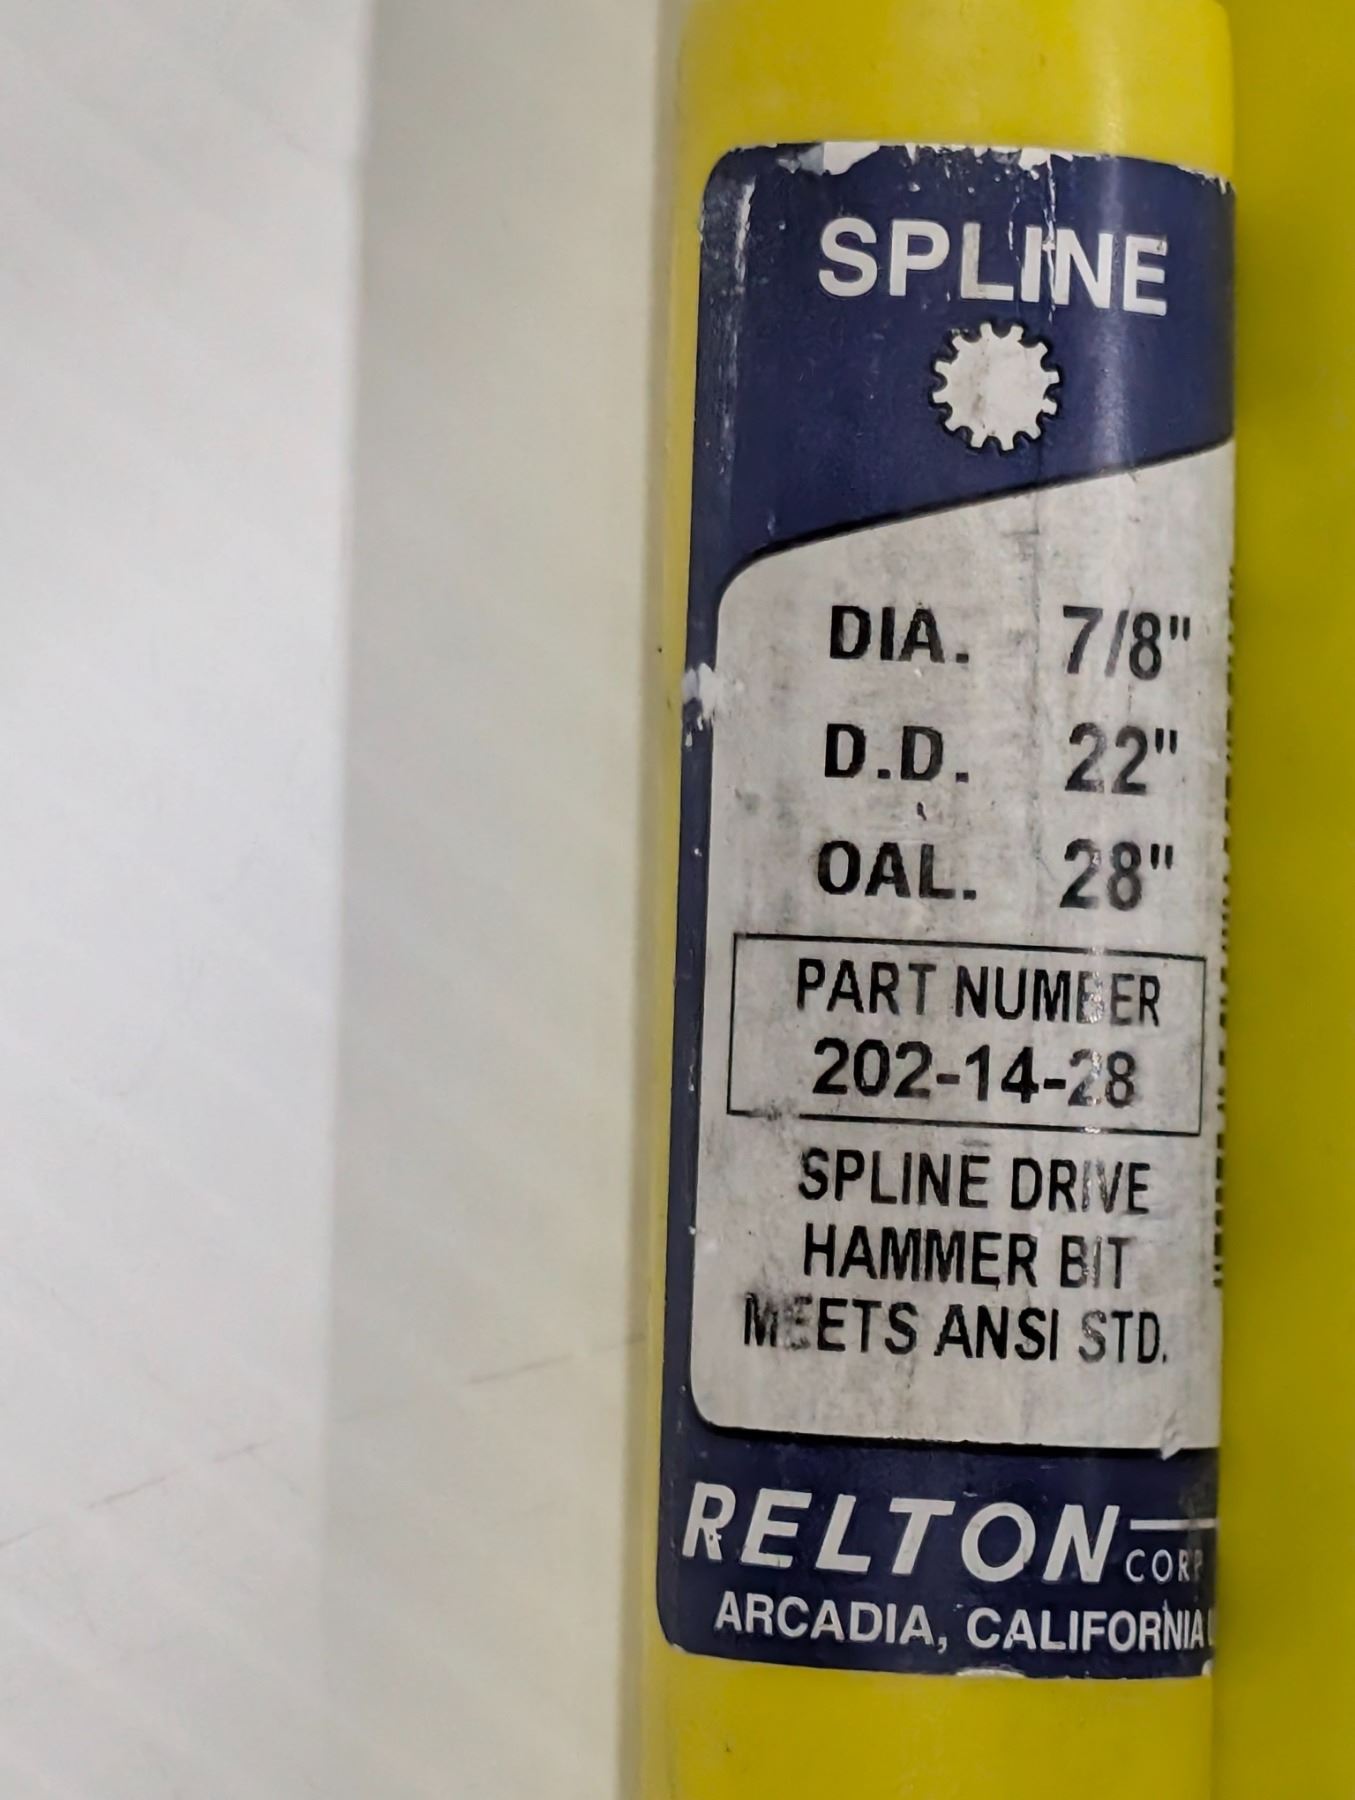 SPLINE
DIA. 7/8"
D.D. 22"
OAL. 28"
PART NUMBER
202-14-28
SPLINE DRIVE
HAMMER BIT
MEETS ANSI STD.
RELTON CORP
ARCADIA, CALIFORNIA